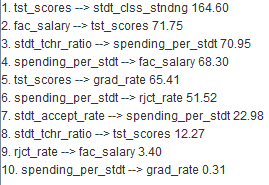 1. tst_scores --> stdt_clss_stndng 164.60
2. fac_salary --> tst_scores 71.75
3. stdt_tchr_ratio --> spending_per_stdt 70.95
4. spending_per_stdt --> fac_salary 68.30
5. tst_scores --> grad_rate 65.41
6. spending_per_stdt --> rjct_rate 51.52
7. stdt_accept_rate --> spending_per_stdt 22.98
8. stdt_tchr_ratio --> tst_scores 12.27
9. rjct_rate --> fac_salary 3.40
10. spending_per_stdt --> grad_rate 0.31